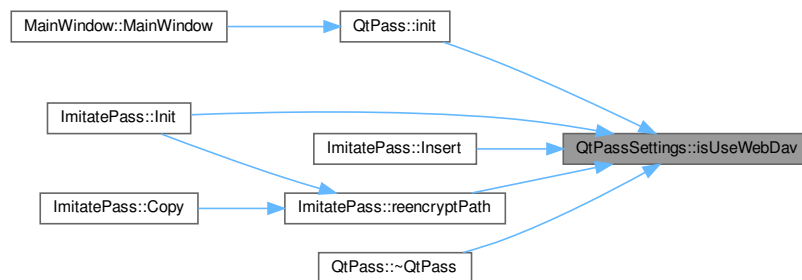 MainWindow::MainWindow
QtPass::init
ImitatePass::Init
ImitatePass::Insert
QtPassSettings::isUseWebDav
ImitatePass::Copy
ImitatePass::reencryptPath
QtPass::~QtPass